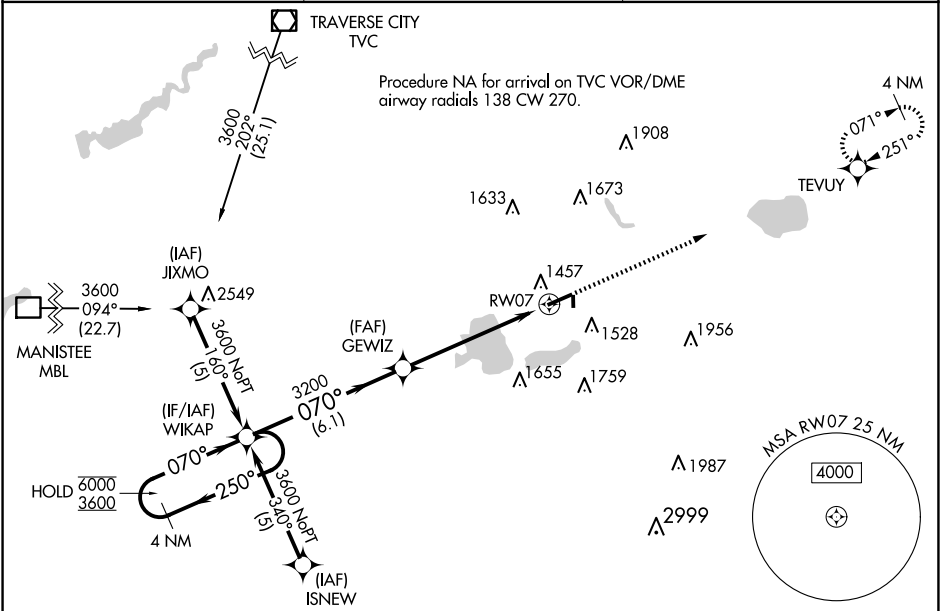 TRAVERSE CITY
TVC
Procedure NA for arrival on TVC VOR/DME
airway radials 138 CW 270.
4 NM
071°
251°
TEVUY
3600
202°
(25.1)
1908
1633
1673
(IAF)
JIXMO
2549
3600
094°
(22.7)
MANISTEE
MBL
1457
RW07
(FAF)
GEWIZ
1528
1956
1655
1759
3600 NoPT
160°
(5)
3200
070°
(6.1)
(IF/IAF)
WIKAP
070°
250°
HOLD 6000
3600
4 NM
3600 NoPT
340°
(5)
(IAF)
ISNEW
1987
2999
MSA RW07 25 NM
4000